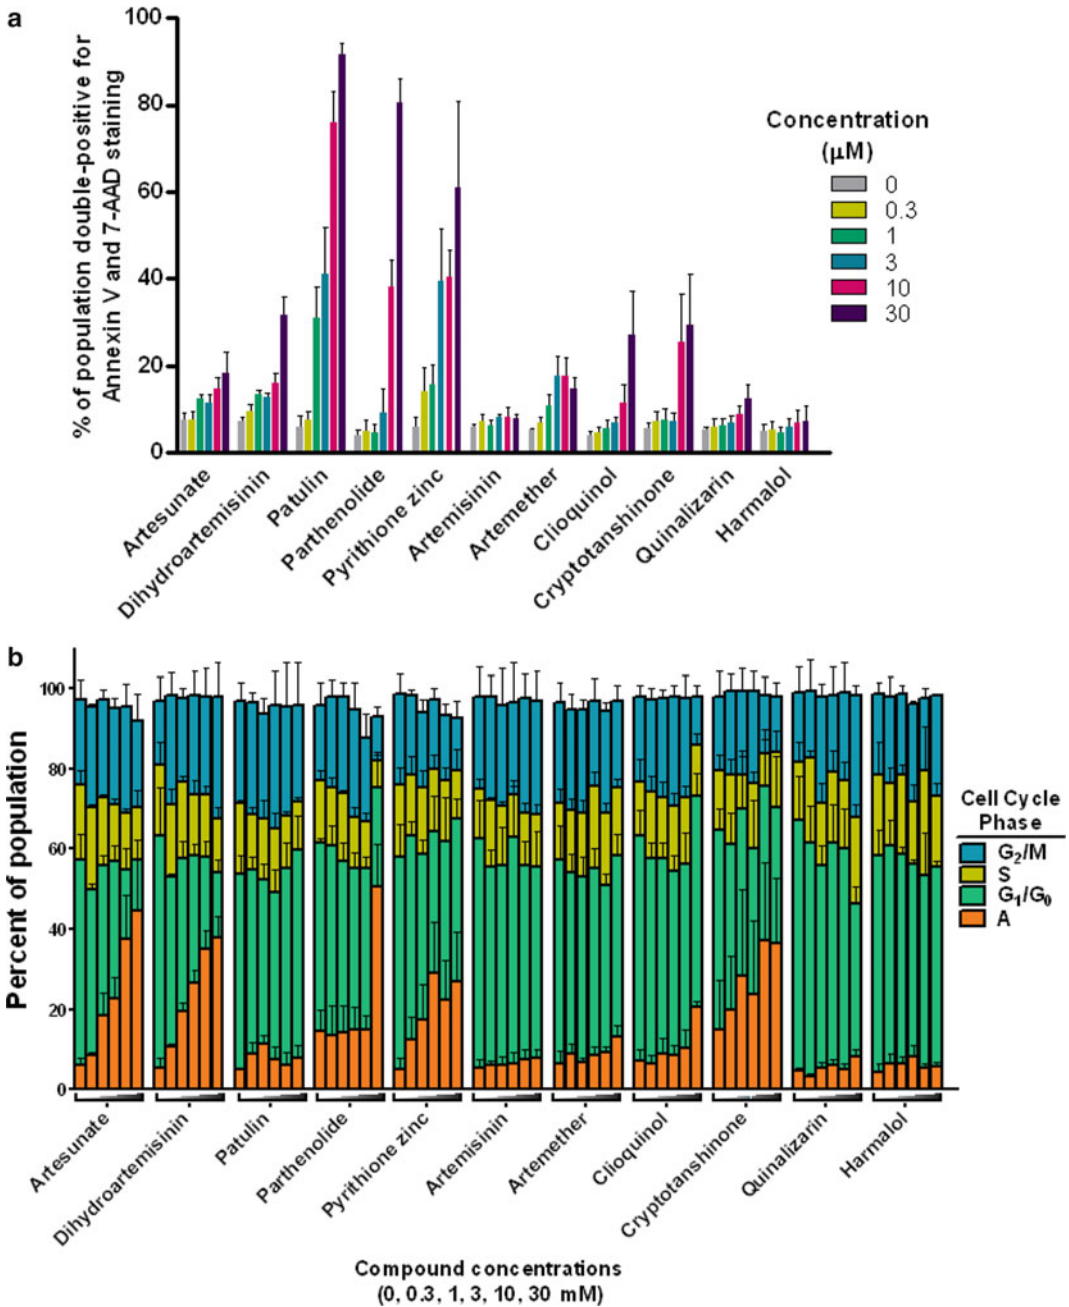 a
100
80
60
40
20
0
% of population double-positive for
Annexin V and 7-AAD staining
Concentration
(µM)
0
0.3
1
3
10
30
Artesunate
Dihydroartemisinin
Patulin
Parthenolide
Pyrithione zinc
Artemisinin
Artemether
Clioquinol
Cryptotanshinone
Quinalizarin
Harmalol
b
100
80
60
40
20
0
Percent of population
Cell Cycle
Phase
G₂/M
S
G₁/G₀
A
Artesunate
Dihydroartemisinin
Patulin
Parthenolide
Pyrithione zinc
Artemisinin
Artemether
Clioquinol
Cryptotanshinone
Quinalizarin
Harmalol
Compound concentrations
(0, 0.3, 1, 3, 10, 30 mM)